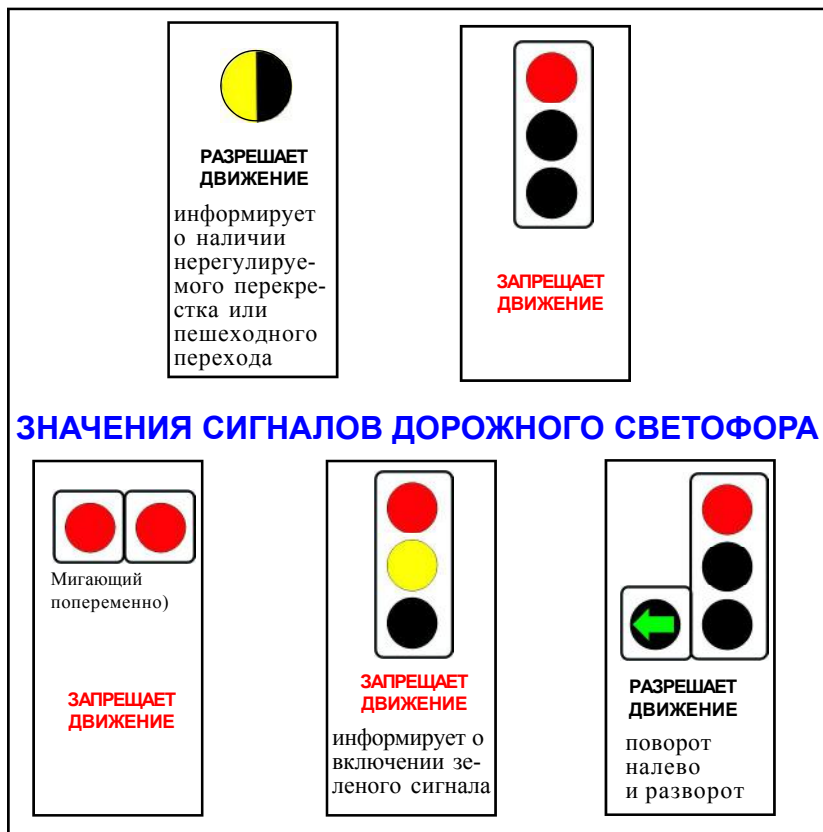 РАЗРЕШАЕТ
ДВИЖЕНИЕ
информирует
о наличии
нерегулируе-
мого перекре-
стка или
пешеходного
перехода
ЗАПРЕЩАЕТ
ДВИЖЕНИЕ
ЗНАЧЕНИЯ СИГНАЛОВ ДОРОЖНОГО СВЕТОФОРА
Мигающий
попеременно)
ЗАПРЕЩАЕТ
ДВИЖЕНИЕ
ЗАПРЕЩАЕТ
ДВИЖЕНИЕ
информирует о
включении зе-
леного сигнала
РАЗРЕШАЕТ
ДВИЖЕНИЕ
поворот
налево
и разворот